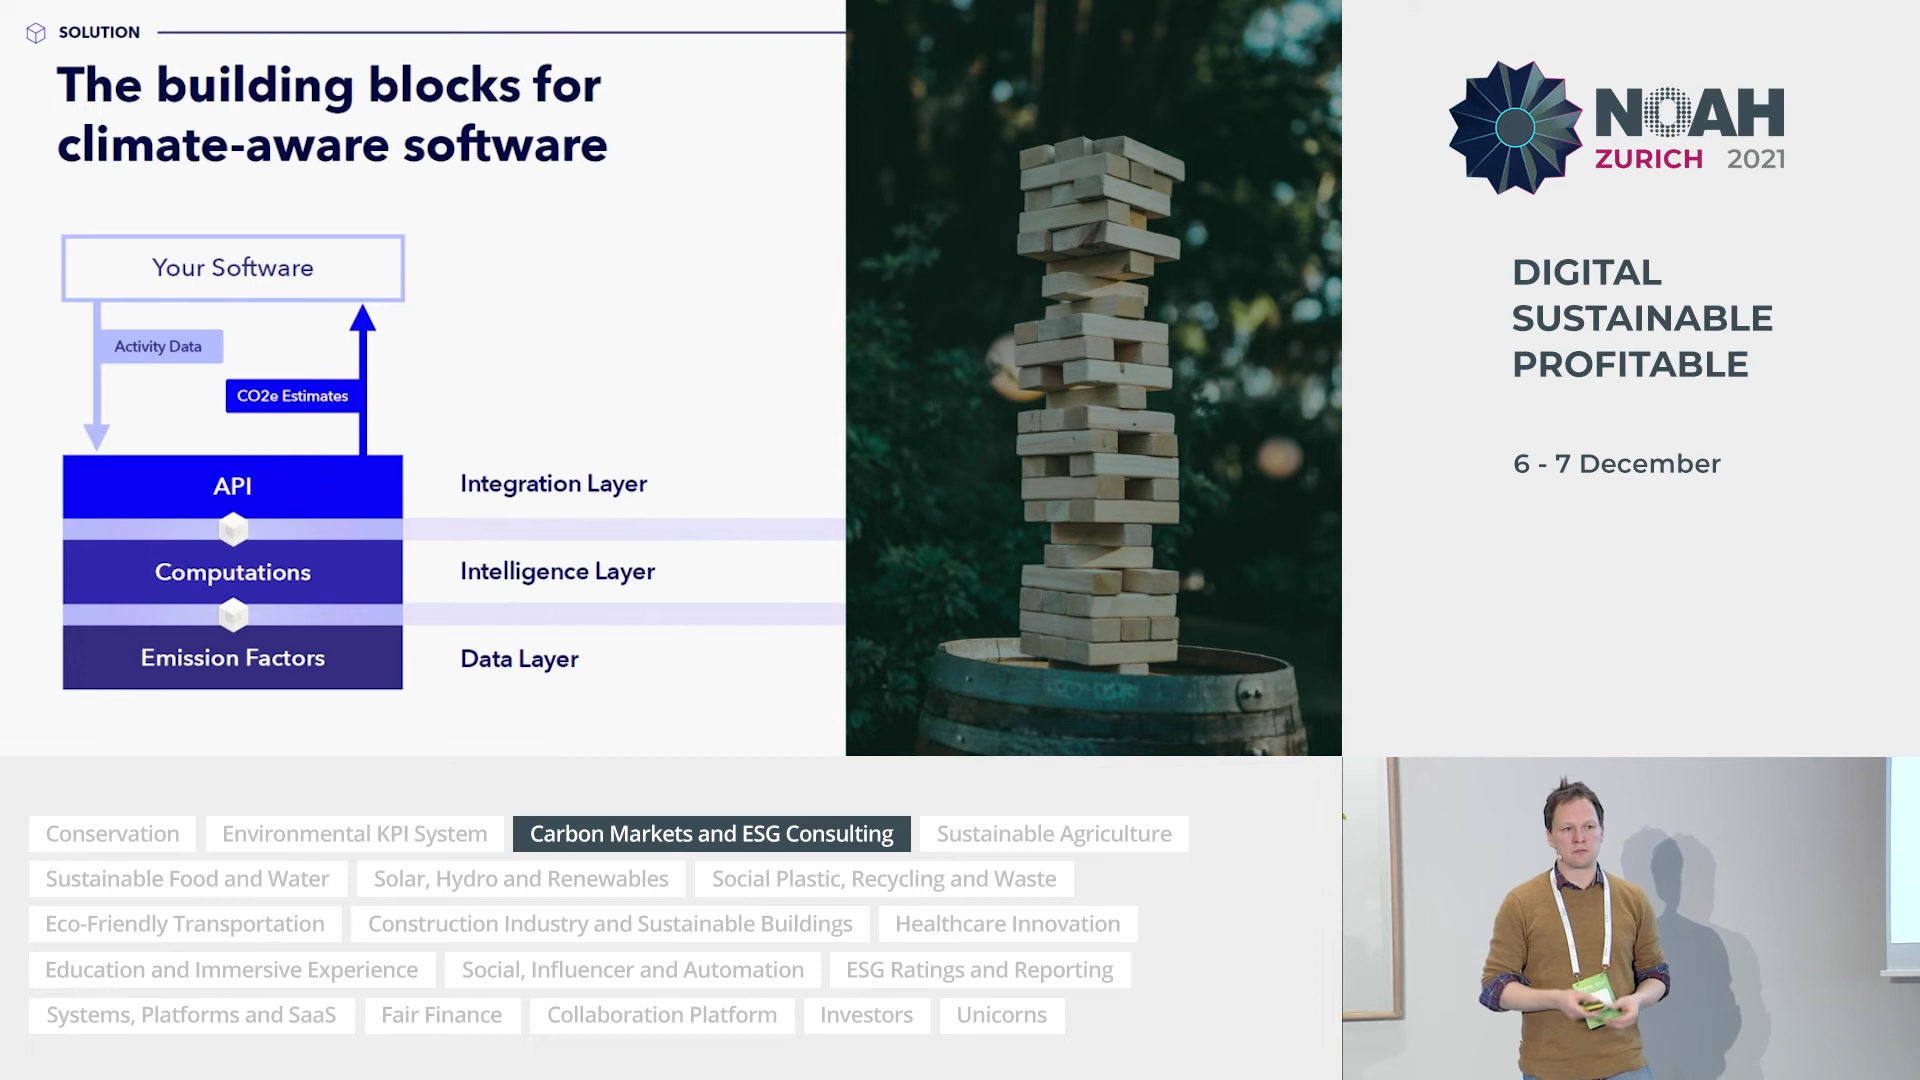 SOLUTION
The building blocks for
climate-aware software
Your Software
Activity Data
CO2e Estimates
API
Integration Layer
Computations
Intelligence Layer
Emission Factors
Data Layer
NOAH
ZURICH 2021
DIGITAL
SUSTAINABLE
PROFITABLE
6 - 7 December
Conservation
Environmental KPI System
Carbon Markets and ESG Consulting
Sustainable Agriculture
Sustainable Food and Water
Solar, Hydro and Renewables
Social Plastic, Recycling and Waste
Eco-Friendly Transportation
Construction Industry and Sustainable Buildings
Healthcare Innovation
Education and Immersive Experience
Social, Influencer and Automation
ESG Ratings and Reporting
Systems, Platforms and SaaS
Fair Finance
Collaboration Platform
Investors
Unicorns